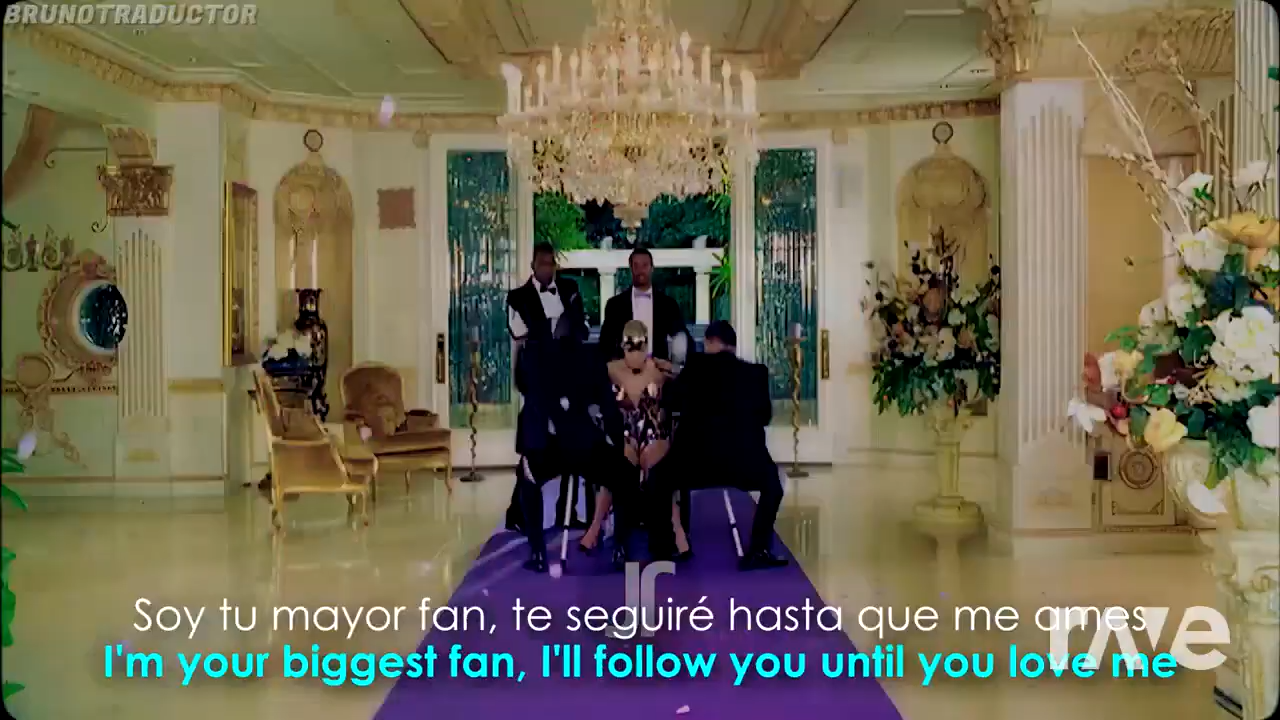 BRUNOTRADUCTOR
Soy tu mayor fan, te seguiré hasta que me ames
I'm your biggest fan, I'll follow you until you love me
rave